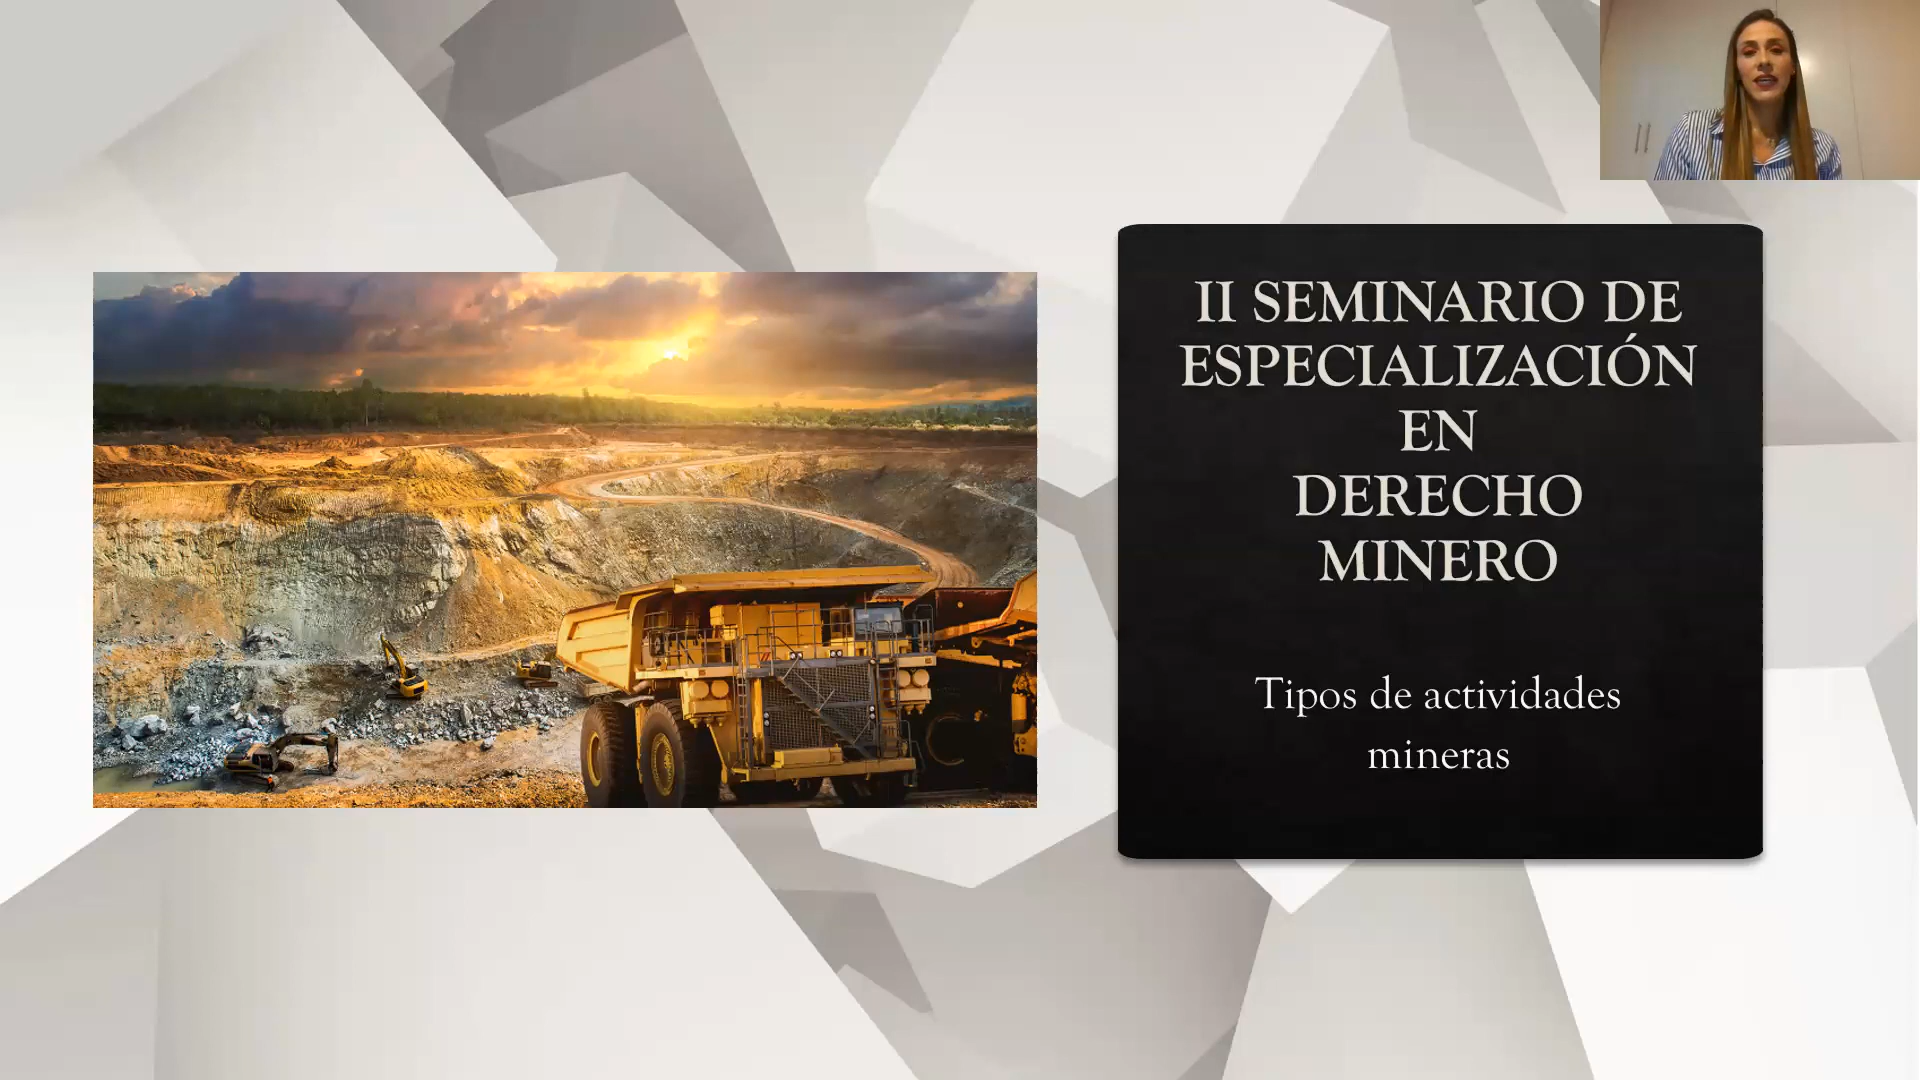 II SEMINARIO DE
ESPECIALIZACIÓN
EN
DERECHO
MINERO
Tipos de actividades
mineras